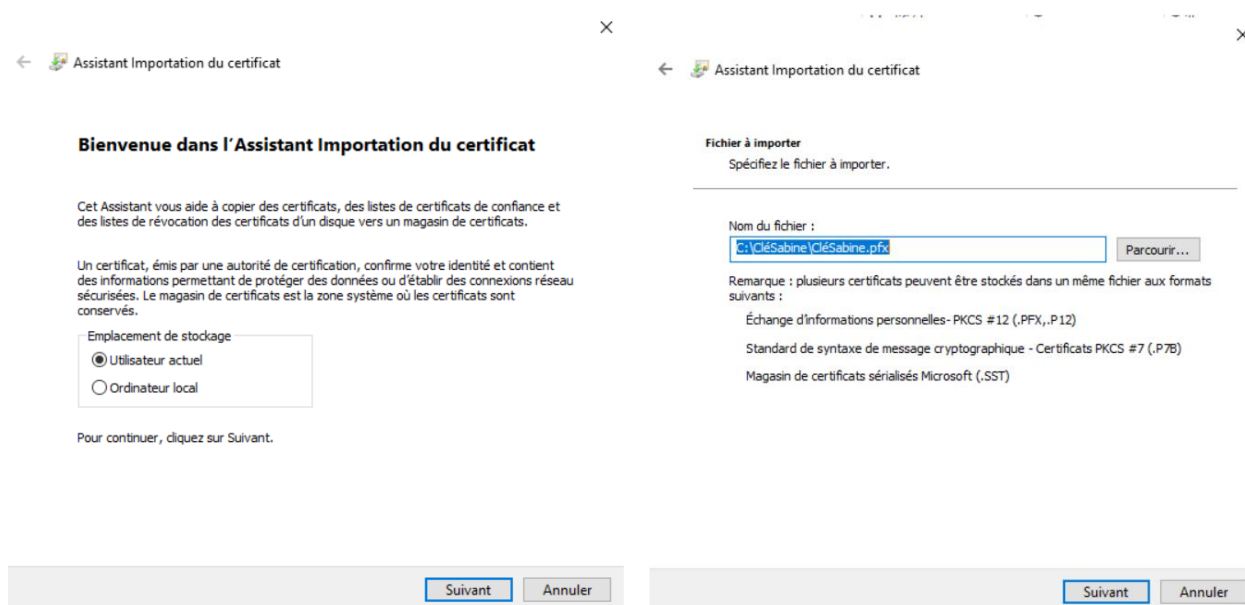 Assistant Importation du certificat
Bienvenue dans l'Assistant Importation du certificat
Cet Assistant vous aide à copier des certificats, des listes de certificats de confiance et
des listes de révocation des certificats d'un disque vers un magasin de certificats.
Un certificat, émis par une autorité de certification, confirme votre identité et contient
des informations permettant de protéger des données ou d'établir des connexions réseau
sécurisées. Le magasin de certificats est la zone système où les certificats sont
conservés.
Emplacement de stockage
Utilisateur actuel
Ordinateur local
Pour continuer, cliquez sur Suivant.
Suivant
Annuler
Assistant Importation du certificat
Fichier à importer
Spécifiez le fichier à importer.
Nom du fichier :
C:\CléSabine\CléSabine.pfx
Parcourir...
Remarque : plusieurs certificats peuvent être stockés dans un même fichier aux formats
suivants :
Échange d'informations personnelles- PKCS #12 (.PFX,.P12)
Standard de syntaxe de message cryptographique - Certificats PKCS #7 (.P7B)
Magasin de certificats sérialisés Microsoft (.SST)
Suivant
Annuler